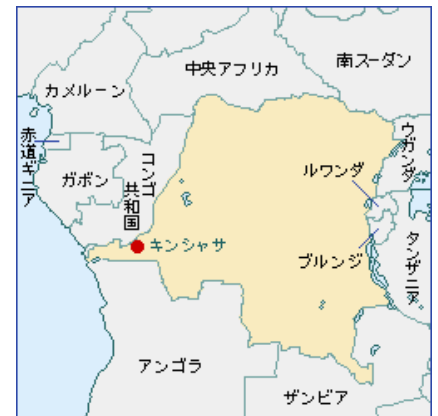 南スーダン
中央アフリカ
カメルーン
赤道ギニア
ガボン
コンゴ
共和国
ウガンダ
ルワンダ
キンシャサ
ブルンジ
タンザニア
アンゴラ
ザンビア